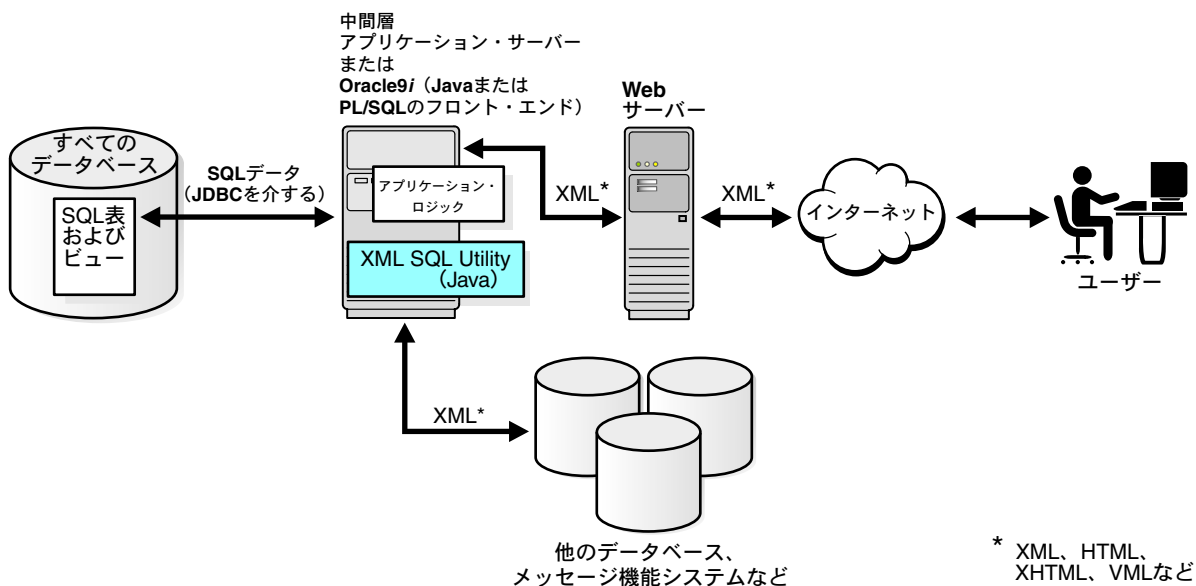 中間層
アプリケーション・サーバー
または
Oracle9i（Javaまたは
PL/SQLのフロント・エンド）
Web
サーバー
すべての
データベース
SQLデータ
（JDBCを介する）
SQL表
および
ビュー
アプリケーション・
ロジック
XML SQL Utility
（Java）
XML*
XML*
インターネット
ユーザー
XML*
他のデータベース、
メッセージ機能システムなど
* XML、HTML、
XHTML、VMLなど